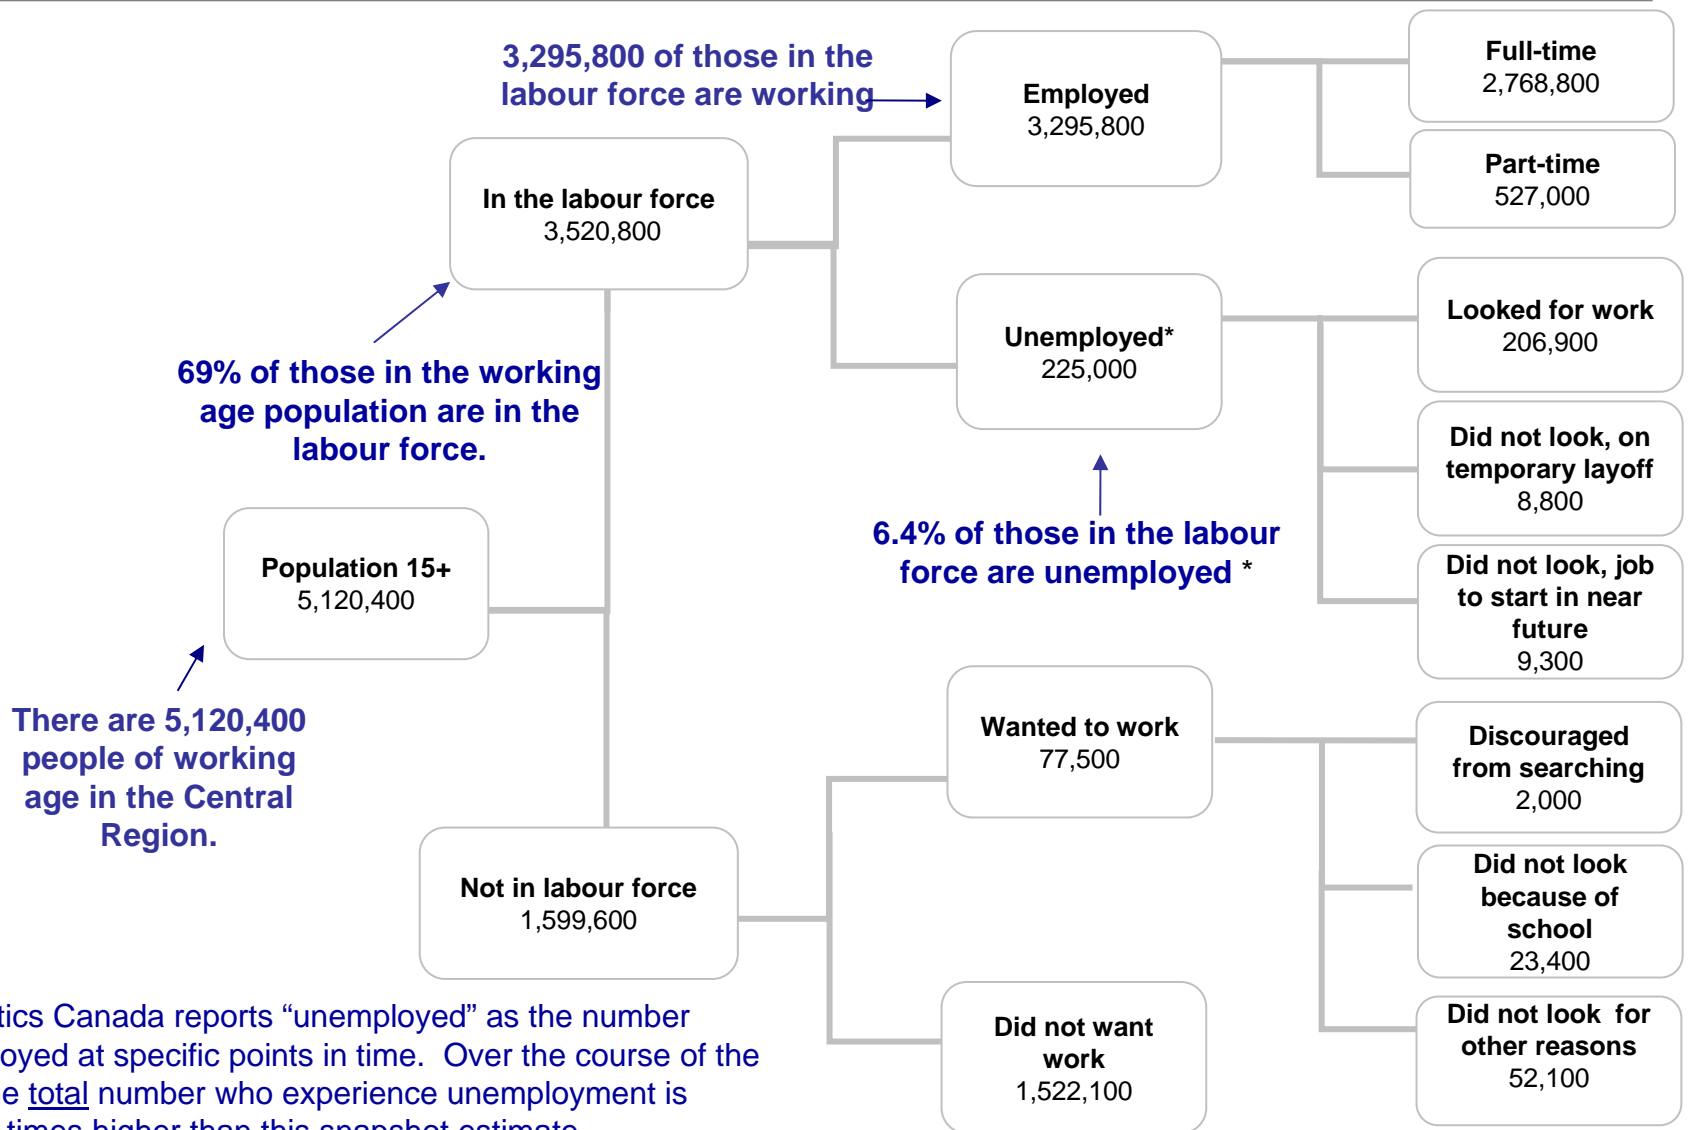 3,295,800 of those in the
labour force are working
Employed
3,295,800
Full-time
2,768,800
Part-time
527,000
In the labour force
3,520,800
Unemployed*
225,000
Looked for work
206,900
69% of those in the working
age population are in the
labour force.
Did not look, on
temporary layoff
8,800
6.4% of those in the labour
force are unemployed *
Did not look, job
to start in near
future
9,300
Population 15+
5,120,400
There are 5,120,400
people of working
age in the Central
Region.
Wanted to work
77,500
Discouraged
from searching
2,000
Not in labour force
1,599,600
Did not look
because of
school
23,400
Did not want
work
1,522,100
Did not look for
other reasons
52,100
tics Canada reports “unemployed” as the number
oyed at specific points in time. Over the course of the
e total number who experience unemployment is
times higher than this snapshot estimate